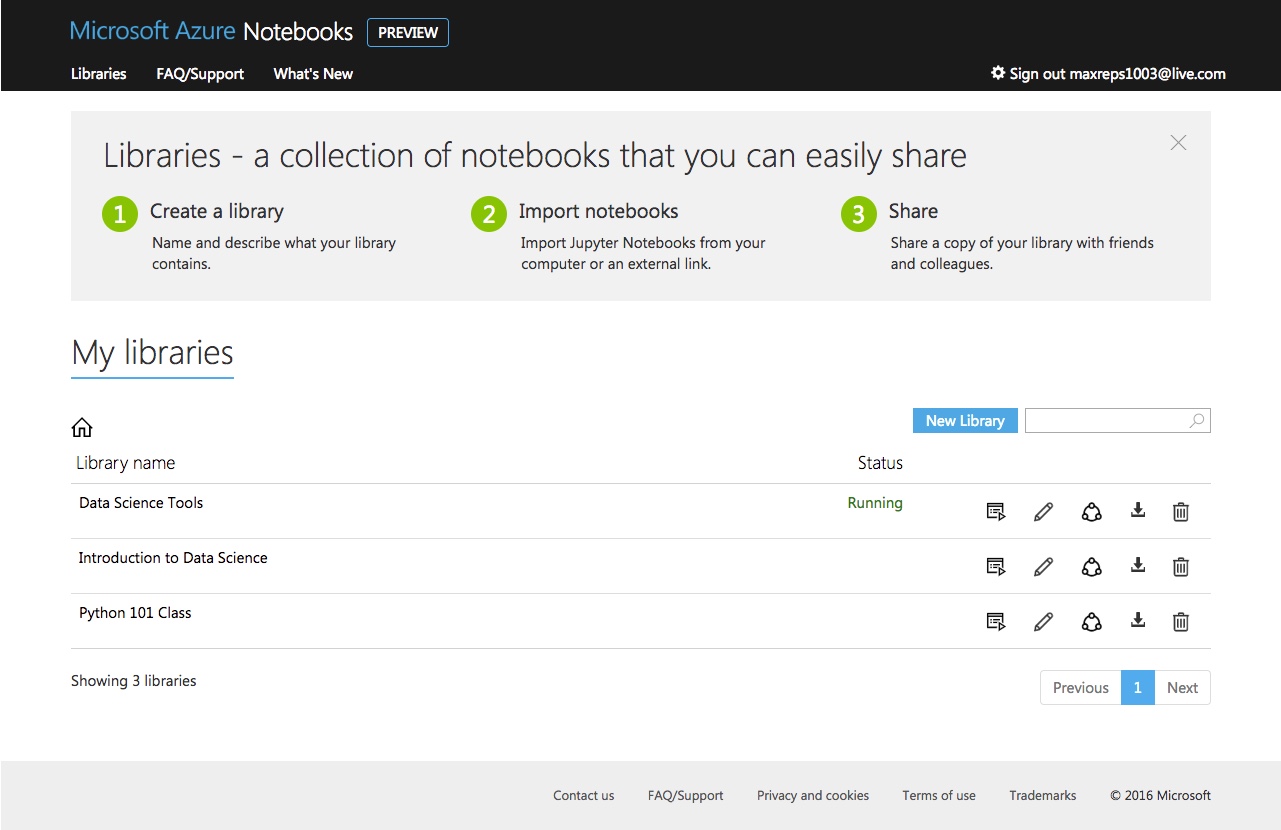 Microsoft Azure Notebooks PREVIEW
Libraries FAQ/Support What's New Sign out maxreps1003@live.com
Libraries - a collection of notebooks that you can easily share
1 Create a library
Name and describe what your library
contains.
2 Import notebooks
Import Jupyter Notebooks from your
computer or an external link.
3 Share
Share a copy of your library with friends
and colleagues.
My libraries
New Library
Library name Status
Data Science Tools Running
Introduction to Data Science
Python 101 Class
Showing 3 libraries Previous 1 Next
Contact us FAQ/Support Privacy and cookies Terms of use Trademarks © 2016 Microsoft